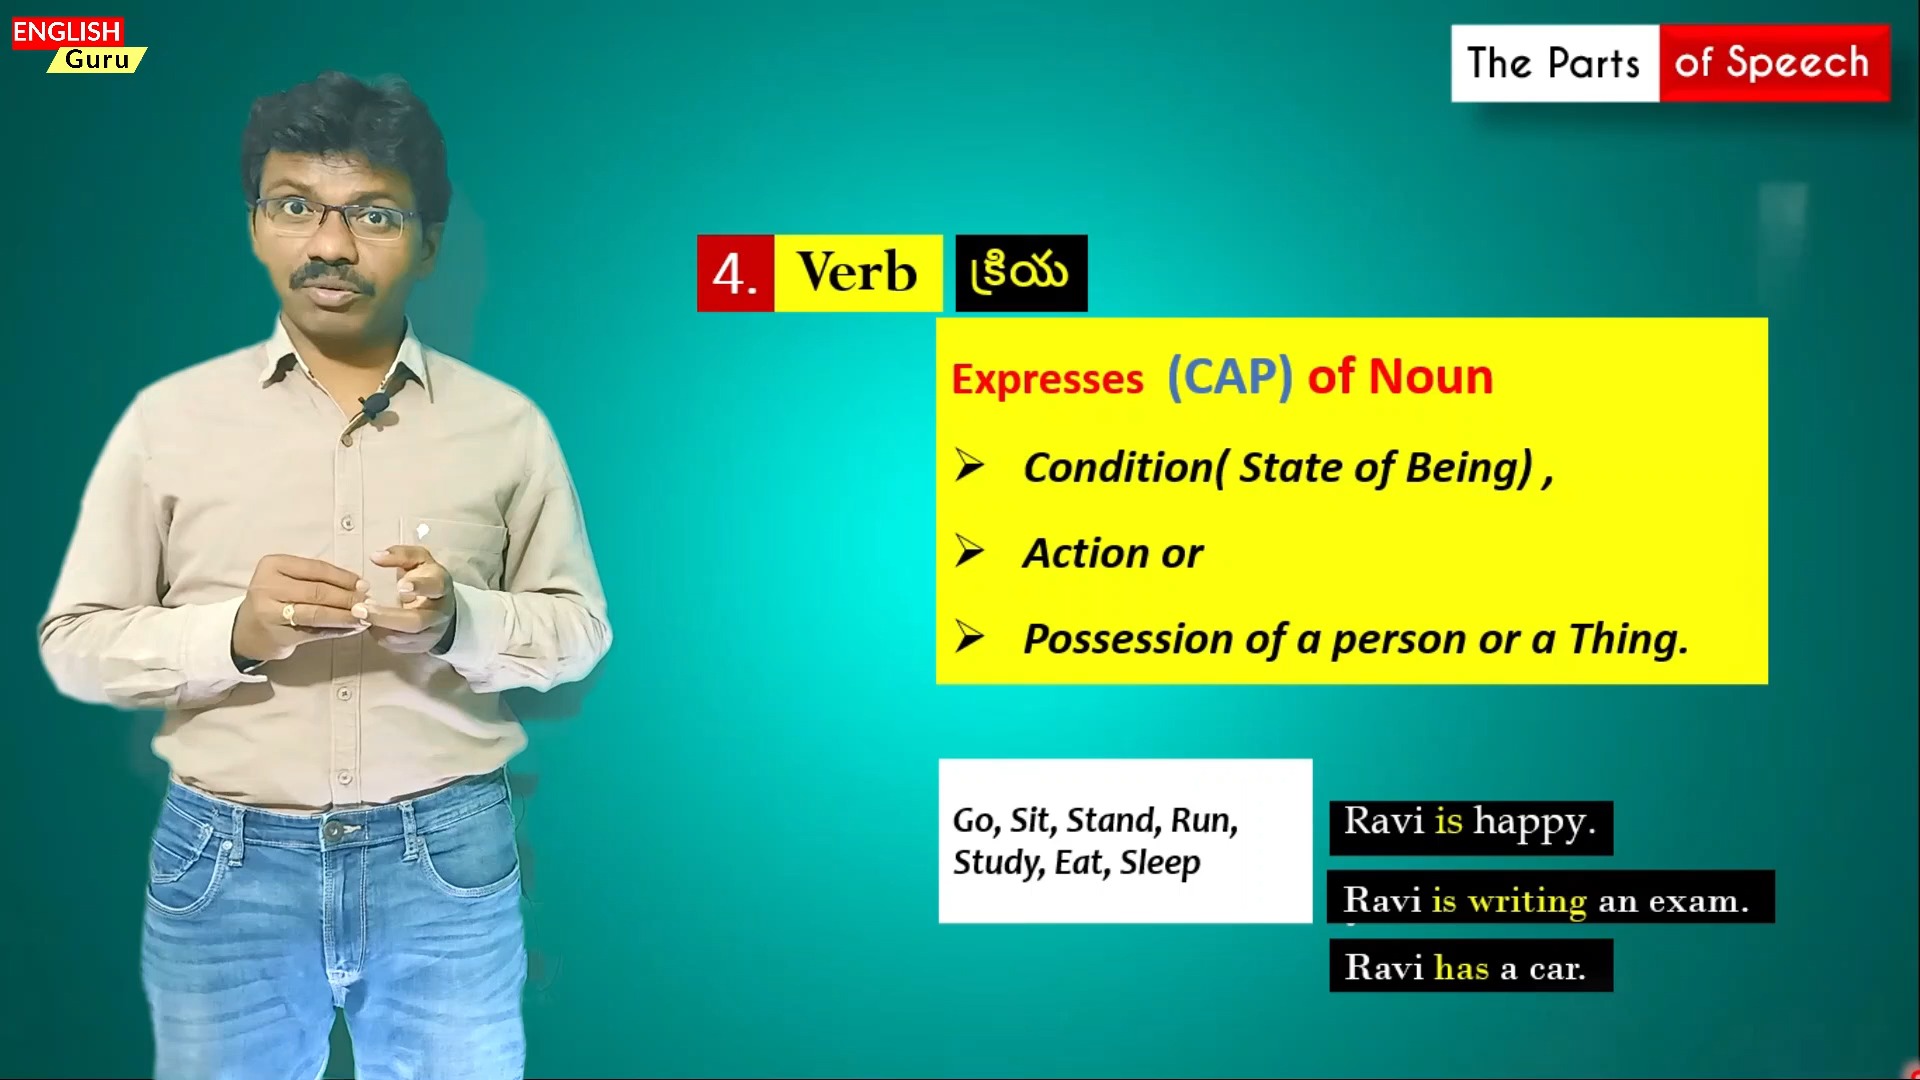 ENGLISH
Guru
The Parts of Speech
4. Verb క్రియ
Expresses (CAP) of Noun
➢ Condition( State of Being) ,
➢ Action or
➢ Possession of a person or a Thing.
Go, Sit, Stand, Run,
Study, Eat, Sleep
Ravi is happy.
Ravi is writing an exam.
Ravi has a car.